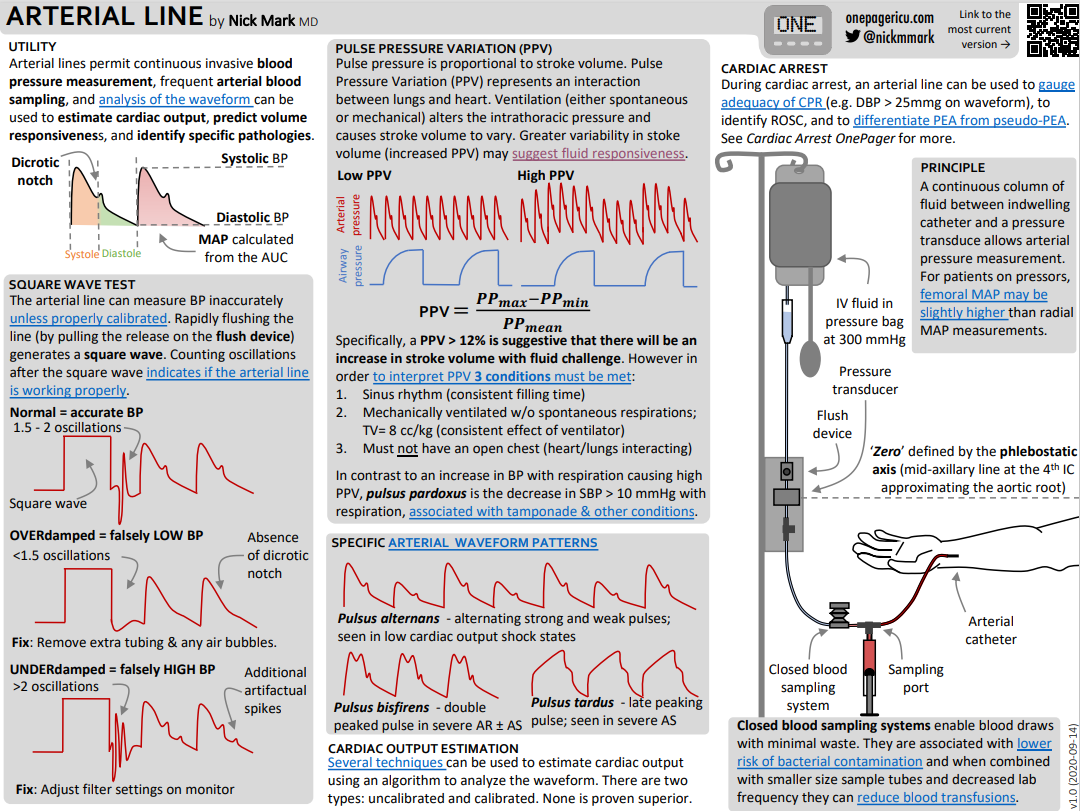 ARTERIAL LINE by Nick Mark MD
ONE
onepagericu.com
@nickmmark
Link to the
most current
version →
UTILITY
Arterial lines permit continuous invasive blood
pressure measurement, frequent arterial blood
sampling, and analysis of the waveform can be
used to estimate cardiac output, predict volume
responsiveness, and identify specific pathologies.
Dicrotic
notch
Systolic BP
Diastolic BP
MAP calculated
from the AUC
Systole Diastole
SQUARE WAVE TEST
The arterial line can measure BP inaccurately
unless properly calibrated. Rapidly flushing the
line (by pulling the release on the flush device)
generates a square wave. Counting oscillations
after the square wave indicates if the arterial line
is working properly.
Normal = accurate BP
1.5 - 2 oscillations
Square wave
OVERdamped = falsely LOW BP
<1.5 oscillations
Absence
of dicrotic
notch
Fix: Remove extra tubing & any air bubbles.
UNDERdamped = falsely HIGH BP
>2 oscillations
Additional
artifactual
spikes
Fix: Adjust filter settings on monitor
PULSE PRESSURE VARIATION (PPV)
Pulse pressure is proportional to stroke volume. Pulse
Pressure Variation (PPV) represents an interaction
between lungs and heart. Ventilation (either spontaneous
or mechanical) alters the intrathoracic pressure and
causes stroke volume to vary. Greater variability in stoke
volume (increased PPV) may suggest fluid responsiveness.
Low PPV
High PPV
Arterial
pressure
Airway
pressure
PPV = PPmax−PPmin
PPmean
Specifically, a PPV > 12% is suggestive that there will be an
increase in stroke volume with fluid challenge. However in
order to interpret PPV 3 conditions must be met:
1. Sinus rhythm (consistent filling time)
2. Mechanically ventilated w/o spontaneous respirations;
TV= 8 cc/kg (consistent effect of ventilator)
3. Must not have an open chest (heart/lungs interacting)
In contrast to an increase in BP with respiration causing high
PPV, pulsus pardoxus is the decrease in SBP > 10 mmHg with
respiration, associated with tamponade & other conditions.
SPECIFIC ARTERIAL WAVEFORM PATTERNS
Pulsus alternans - alternating strong and weak pulses;
seen in low cardiac output shock states
Pulsus bisfirens - double
peaked pulse in severe AR ± AS
Pulsus tardus - late peaking
pulse; seen in severe AS
CARDIAC OUTPUT ESTIMATION
Several techniques can be used to estimate cardiac output
using an algorithm to analyze the waveform. There are two
types: uncalibrated and calibrated. None is proven superior.
CARDIAC ARREST
During cardiac arrest, an arterial line can be used to gauge
adequacy of CPR (e.g. DBP > 25mmg on waveform), to
identify ROSC, and to differentiate PEA from pseudo-PEA.
See Cardiac Arrest OnePager for more.
PRINCIPLE
A continuous column of
fluid between indwelling
catheter and a pressure
transduce allows arterial
pressure measurement.
For patients on pressors,
femoral MAP may be
slightly higher than radial
MAP measurements.
IV fluid in
pressure bag
at 300 mmHg
Pressure
transducer
Flush
device
‘Zero’ defined by the phlebostatic
axis (mid-axillary line at the 4th IC
approximating the aortic root)
Arterial
catheter
Closed blood
sampling
system
Sampling
port
Closed blood sampling systems enable blood draws
with minimal waste. They are associated with lower
risk of bacterial contamination and when combined
with smaller size sample tubes and decreased lab
frequency they can reduce blood transfusions.
v1.0 (2020-09-14)